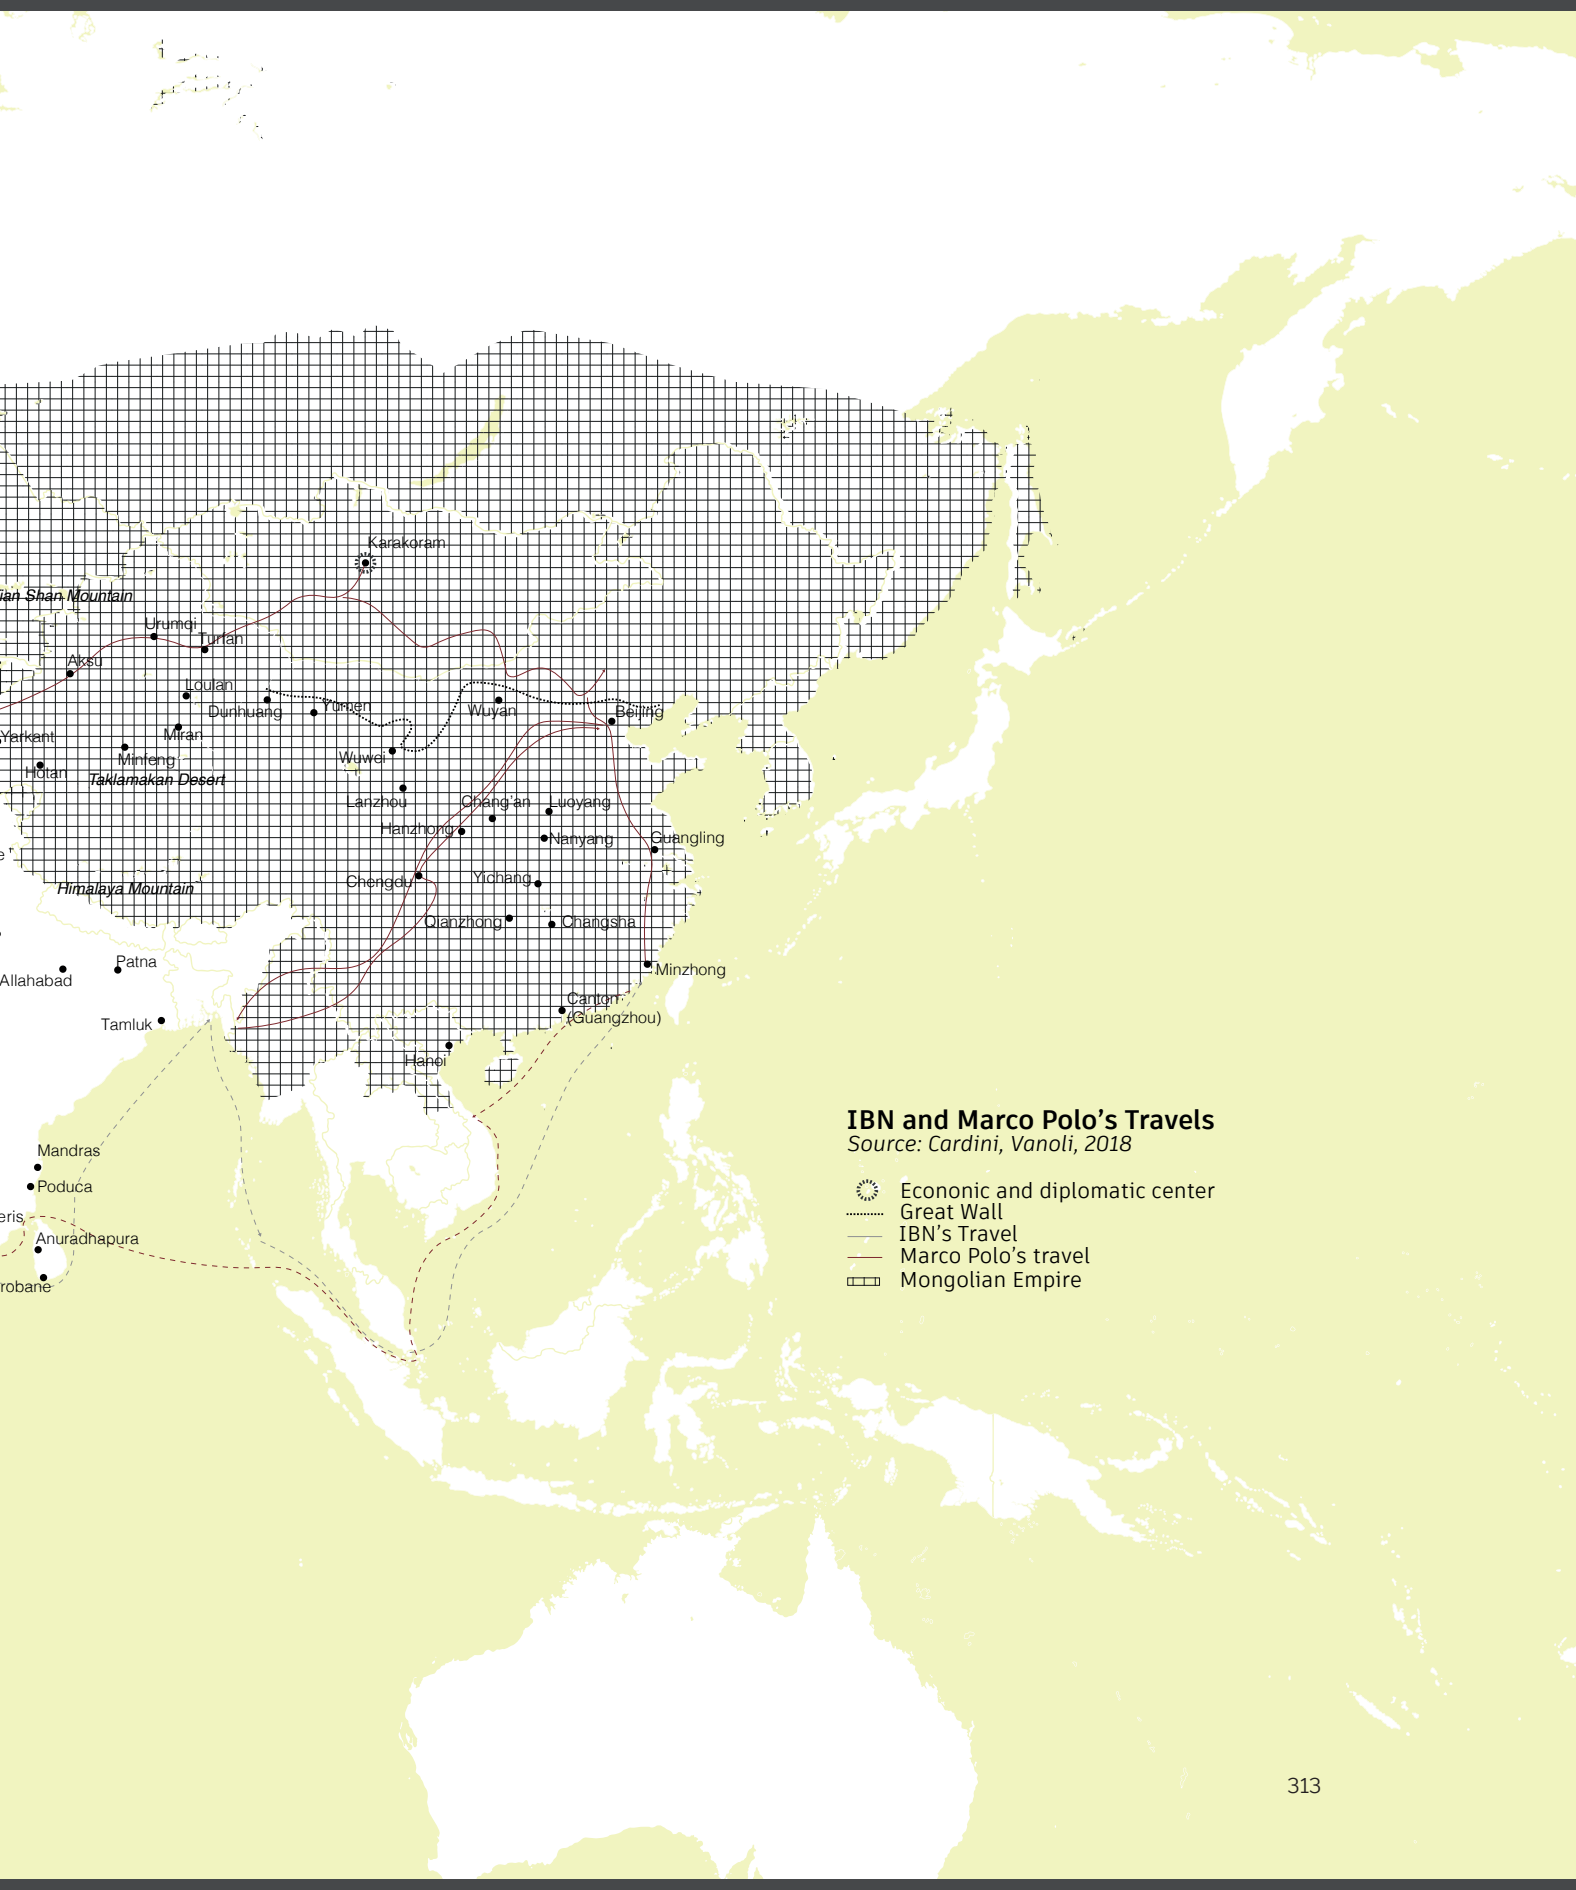 Karakoram
ian Shan Mountain
Urumqi
Turfan
Aksu
Loulan
Dunhuang
Yumen
Wuyan
Beijing
Miran
Yarkant
Minfeng
Hotan
Taklamakan Desert
Wuwei
Lanzhou
Chang'an
Luoyang
Hanzhong
Nanyang
Guangling
Chengdu
Yichang
Himalaya Mountain
Qianzhong
Changsha
Patna
Allahabad
Minzhong
Canton
(Guangzhou)
Tamluk
Hanoi
Mandras
Poduca
eris
Anuradhapura
robane
IBN and Marco Polo's Travels
Source: Cardini, Vanoli, 2018
Econonic and diplomatic center
Great Wall
IBN's Travel
Marco Polo's travel
Mongolian Empire
313